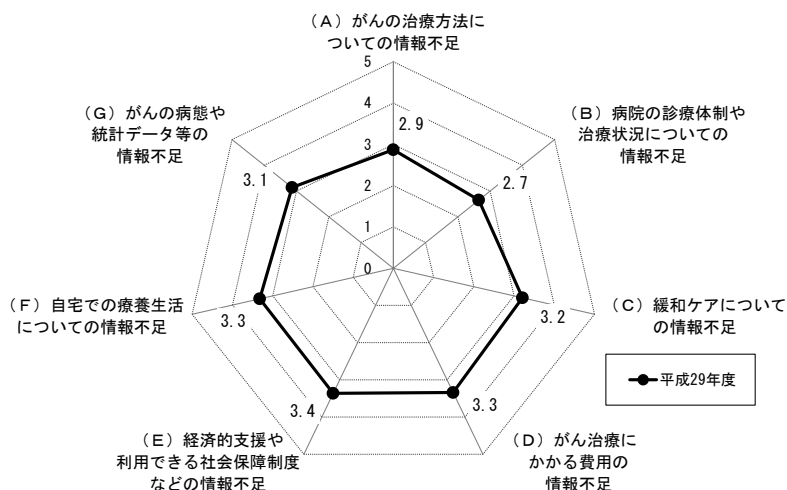 （A）がんの治療方法に
ついての情報不足
5
4
3
2
1
0
2.9
（B）病院の診療体制や
治療状況についての
情報不足
2.7
（C）緩和ケアについて
の情報不足
3.2
（D）がん治療に
かかる費用の
情報不足
3.3
（E）経済的支援や
利用できる社会保障制度
などの情報不足
3.4
（F）自宅での療養生活
についての情報不足
3.3
（G）がんの病態や
統計データ等の
情報不足
3.1
平成29年度